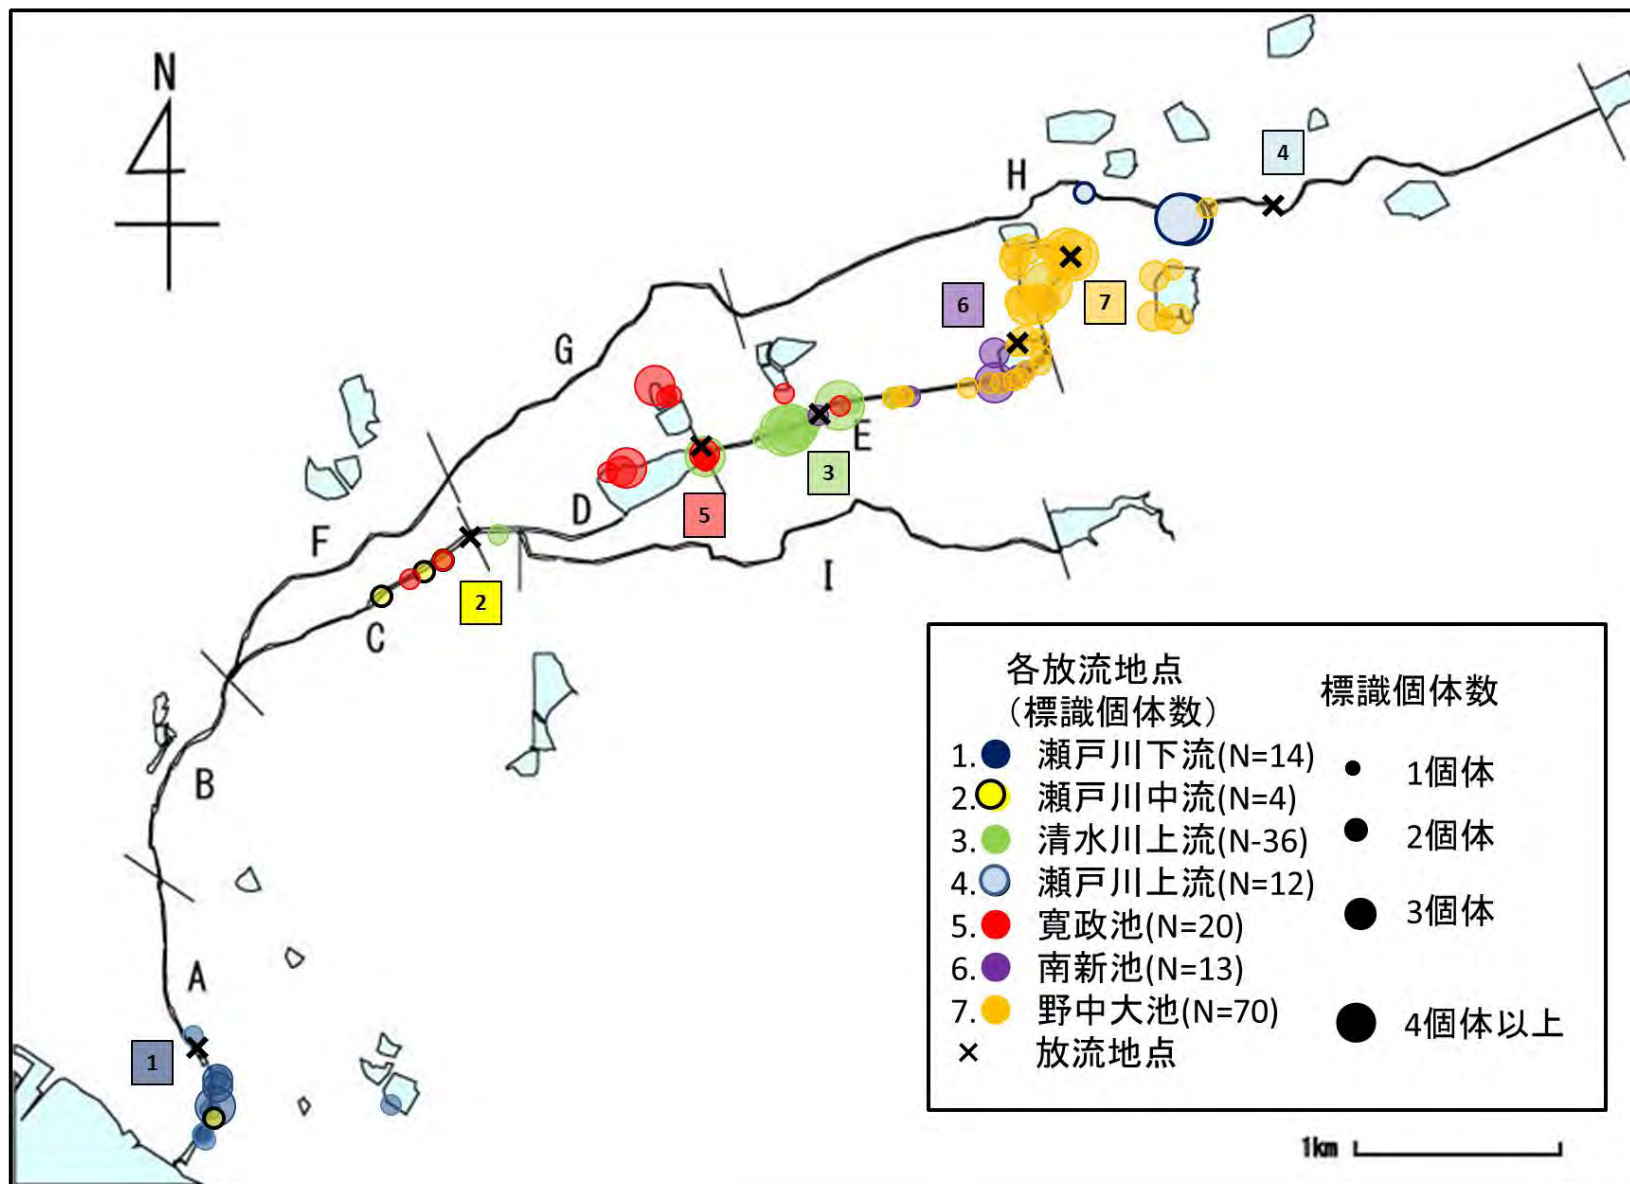 N
4
H
6
7
G
E
3
D
5
F
I
2
C
B
A
1
各放流地点
（標識個体数）
1. 瀬戸川下流(N=14)
2. 瀬戸川中流(N=4)
3. 清水川上流(N-36)
4. 瀬戸川上流(N=12)
5. 寛政池(N=20)
6. 南新池(N=13)
7. 野中大池(N=70)
× 放流地点
標識個体数
1個体
2個体
3個体
4個体以上
1km